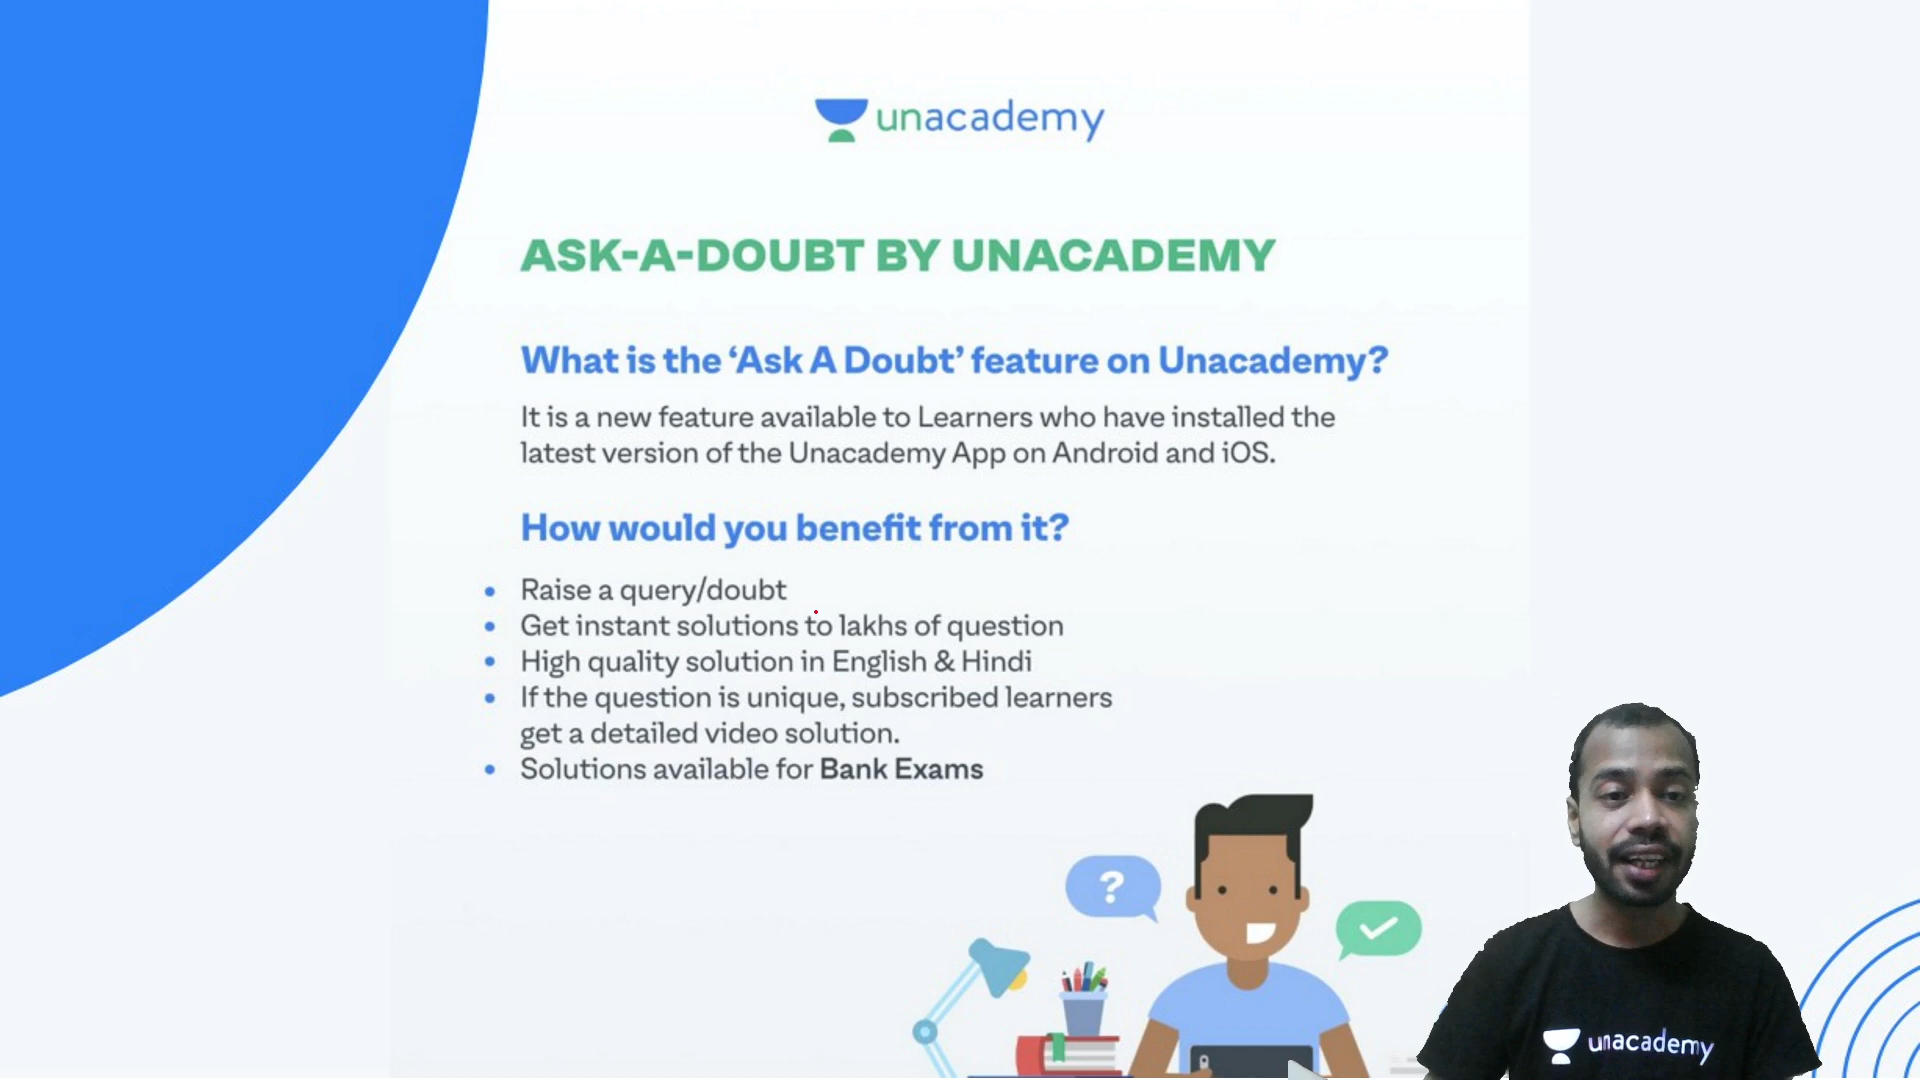 unacademy
ASK-A-DOUBT BY UNACADEMY
What is the ‘Ask A Doubt’ feature on Unacademy?
It is a new feature available to Learners who have installed the
latest version of the Unacademy App on Android and iOS.
How would you benefit from it?
• Raise a query/doubt
• Get instant solutions to lakhs of question
• High quality solution in English & Hindi
• If the question is unique, subscribed learners
get a detailed video solution.
• Solutions available for Bank Exams
?
unacademy